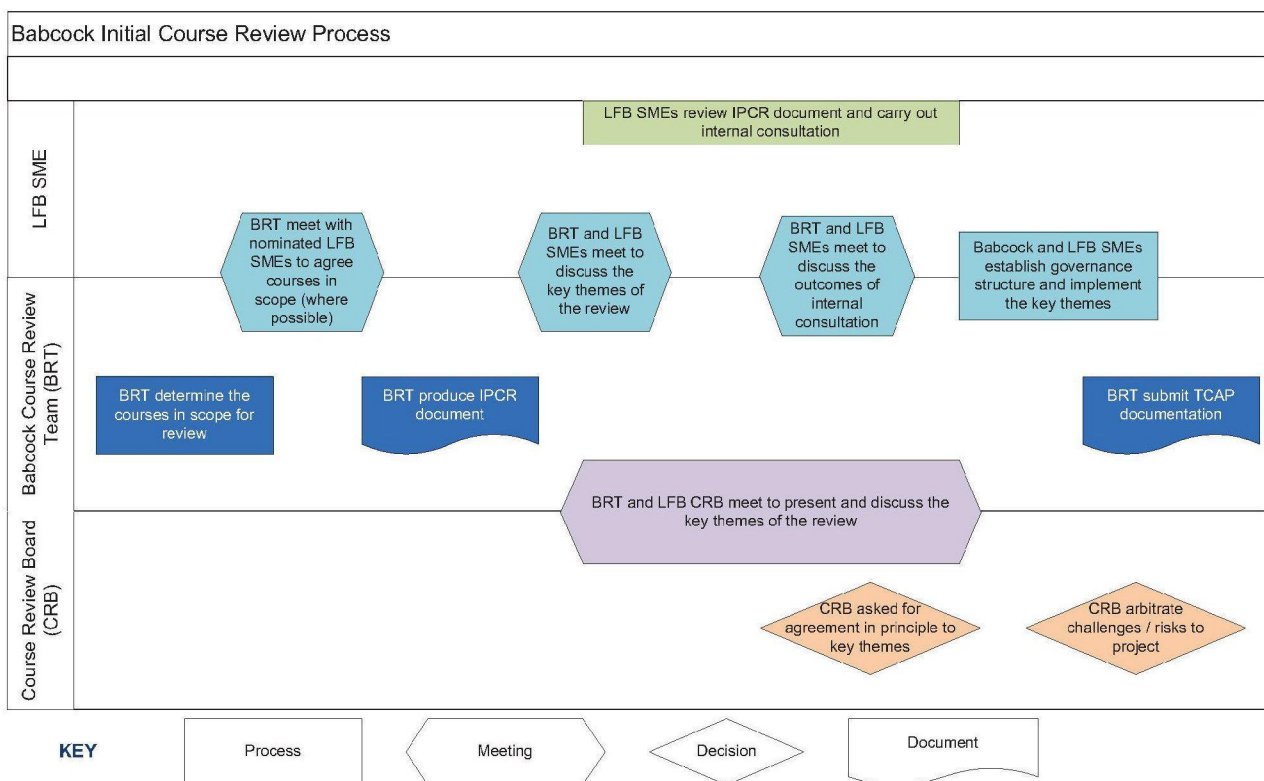 Babcock Initial Course Review Process
LFB SME
LFB SMEs review IPCR document and carry out
internal consultation
BRT meet with
nominated LFB
SMEs to agree
courses in
scope (where
possible)
BRT and LFB
SMEs meet to
discuss the
key themes of
the review
BRT and LFB
SMEs meet to
discuss the
outcomes of
internal
consultation
Babcock and LFB SMEs
establish governance
structure and implement
the key themes
Babcock Course Review
Team (BRT)
BRT determine the
courses in scope for
review
BRT produce IPCR
document
BRT submit TCAP
documentation
BRT and LFB CRB meet to present and discuss the
key themes of the review
Course Review Board
(CRB)
CRB asked for
agreement in principle to
key themes
CRB arbitrate
challenges / risks to
project
KEY
Process
Meeting
Decision
Document